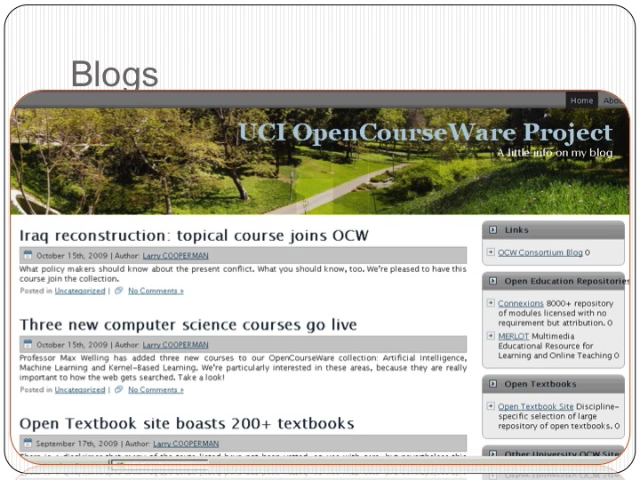 Blogs
Home About
UCI OpenCourseWare Project
A little info on my blog
Iraq reconstruction: topical course joins OCW
October 15th, 2009 | Author: Larry COOPERMAN
What policy makers should know about the present conflict. What you should know, too. We're pleased to have this
course join the collection.
Posted in Uncategorized | No Comments »
Three new computer science courses go live
October 15th, 2009 | Author: Larry COOPERMAN
Professor Max Welling has added three new courses to our OpenCourseWare collection: Artificial Intelligence,
Machine Learning and Kernel-Based Learning. We're particularly interested in these areas, because they are really
important to how the web gets searched. Take a look!
Posted in Uncategorized | No Comments »
Open Textbook site boasts 200+ textbooks
September 17th, 2009 | Author: Larry COOPERMAN
Links
OCW Consortium Blog 0
Open Education Repositories
Connexions 8000+ repository
of modules licensed with no
requirement but attribution. 0
MERLOT Multimedia
Educational Resource for
Learning and Online Teaching 0
Open Textbooks
Open Textbook Site Discipline-
specific selection of large
repository of open textbooks. 0
Other University OCW Sites